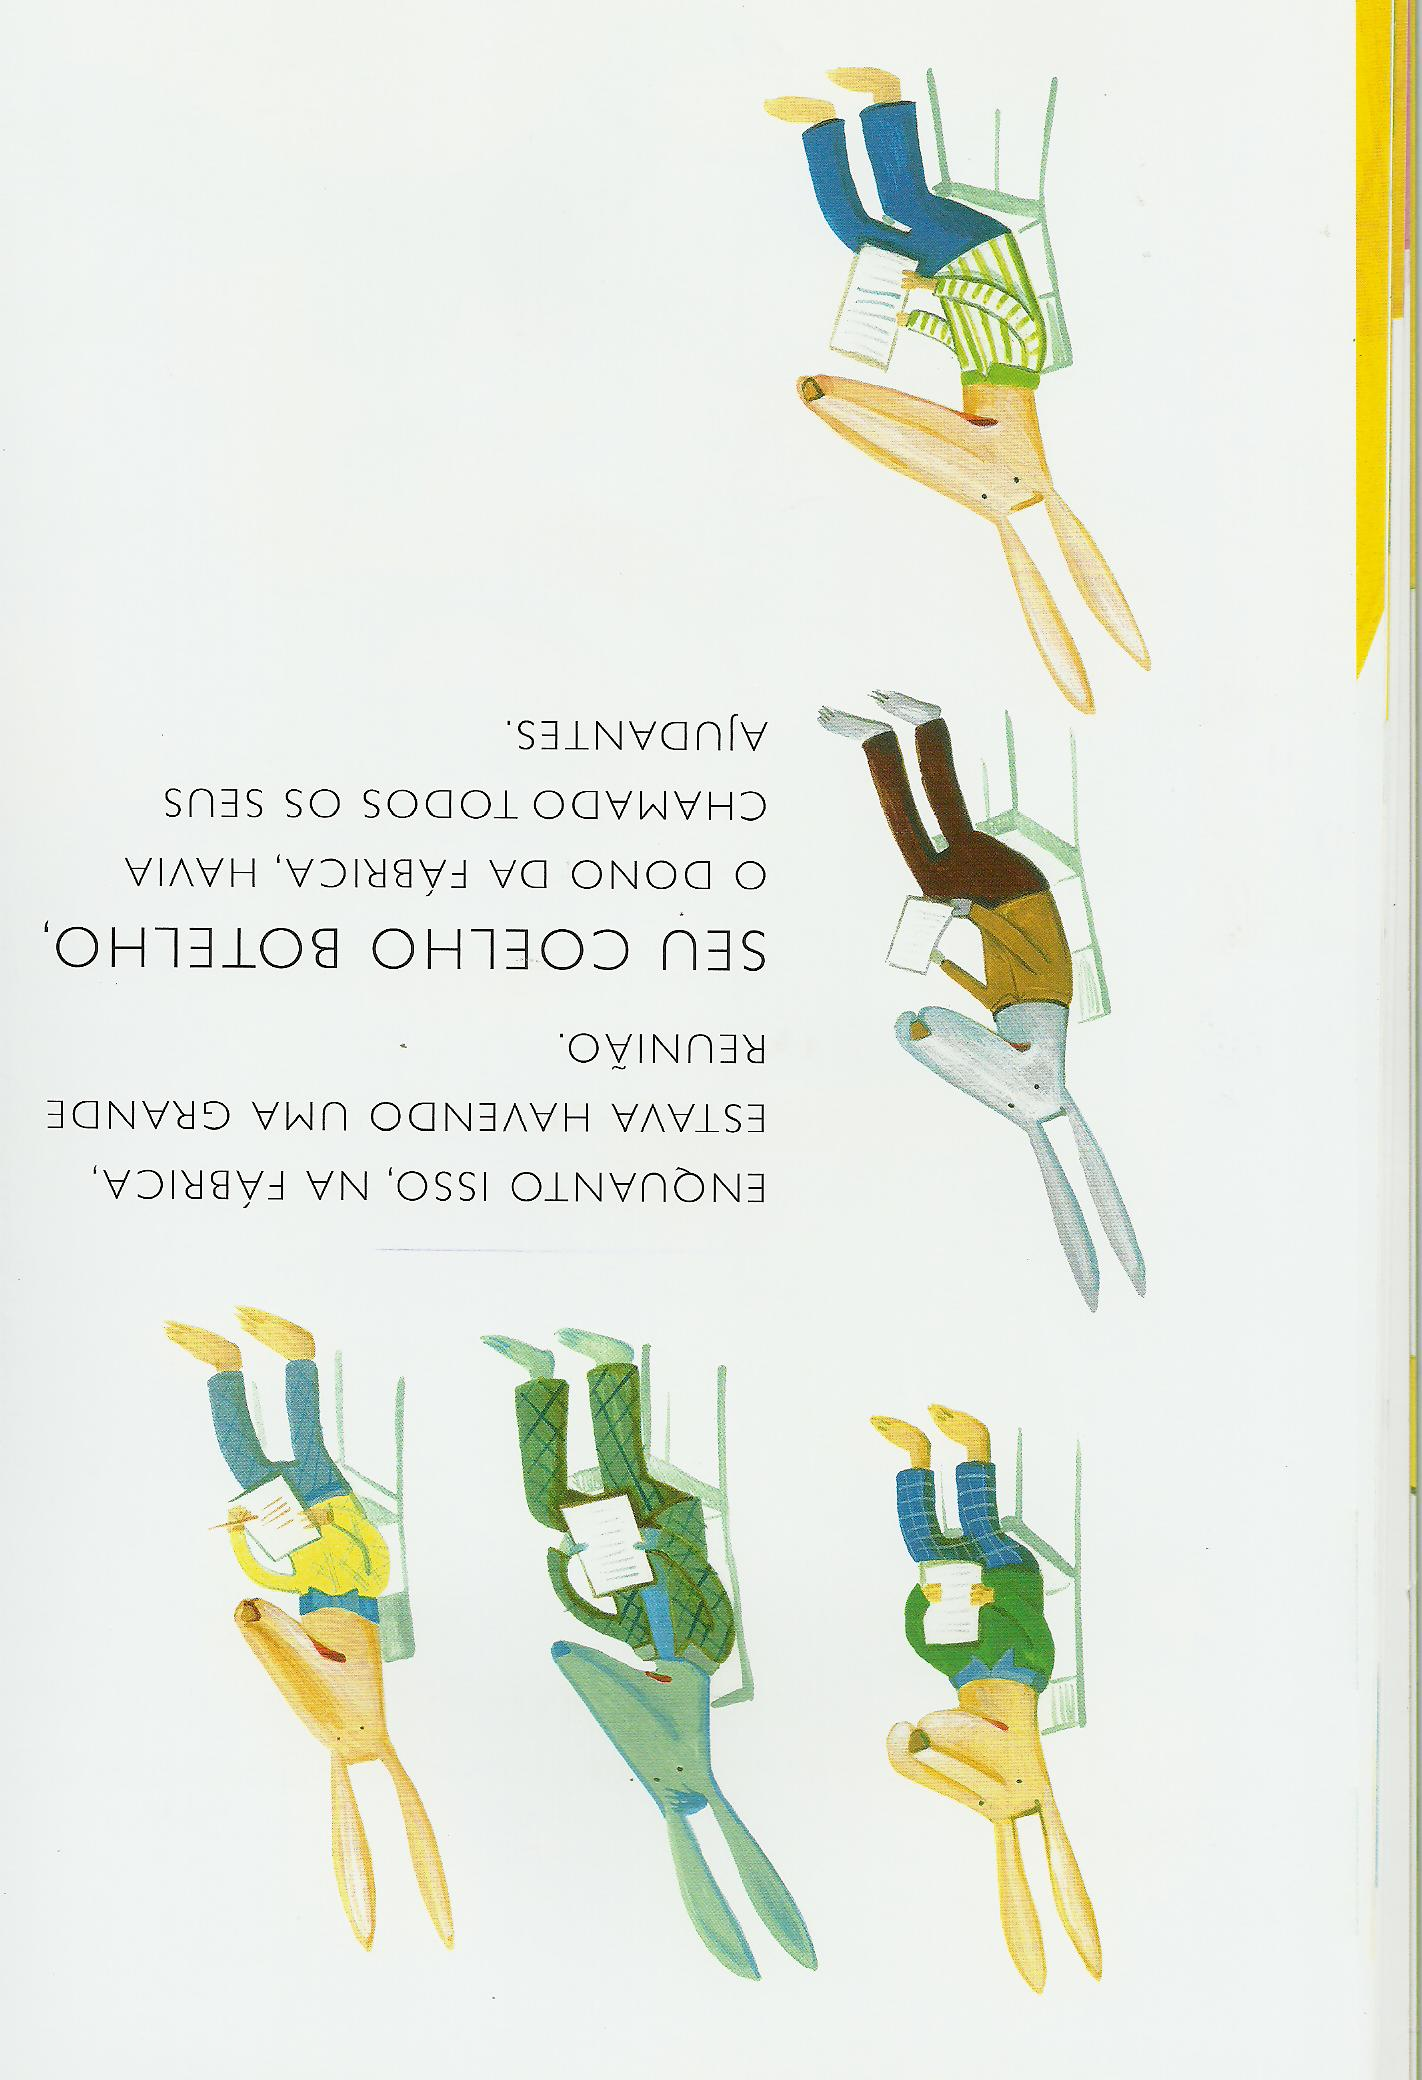 ENQUANTO ISSO, NA FÁBRICA,
ESTAVA HAVENDO UMA GRANDE
REUNIÃO.
SEU COELHO BOTELHO,
O DONO DA FÁBRICA, HAVIA
CHAMADO TODOS OS SEUS
AJUDANTES.